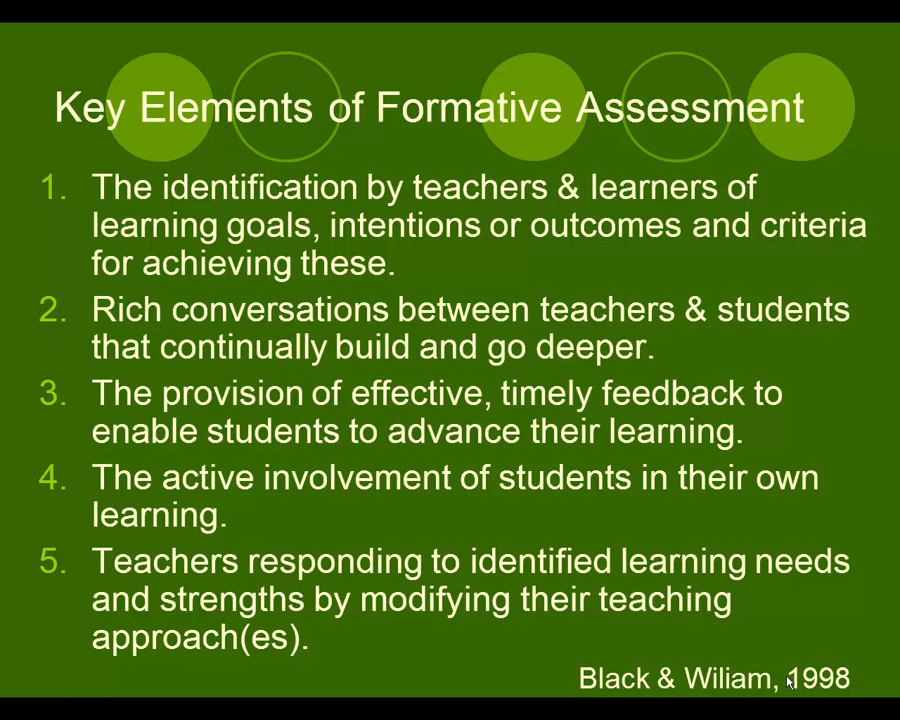 Key Elements of Formative Assessment
1. The identification by teachers & learners of
learning goals, intentions or outcomes and criteria
for achieving these.
2. Rich conversations between teachers & students
that continually build and go deeper.
3. The provision of effective, timely feedback to
enable students to advance their learning.
4. The active involvement of students in their own
learning.
5. Teachers responding to identified learning needs
and strengths by modifying their teaching
approach(es).
Black & Wiliam, 1998